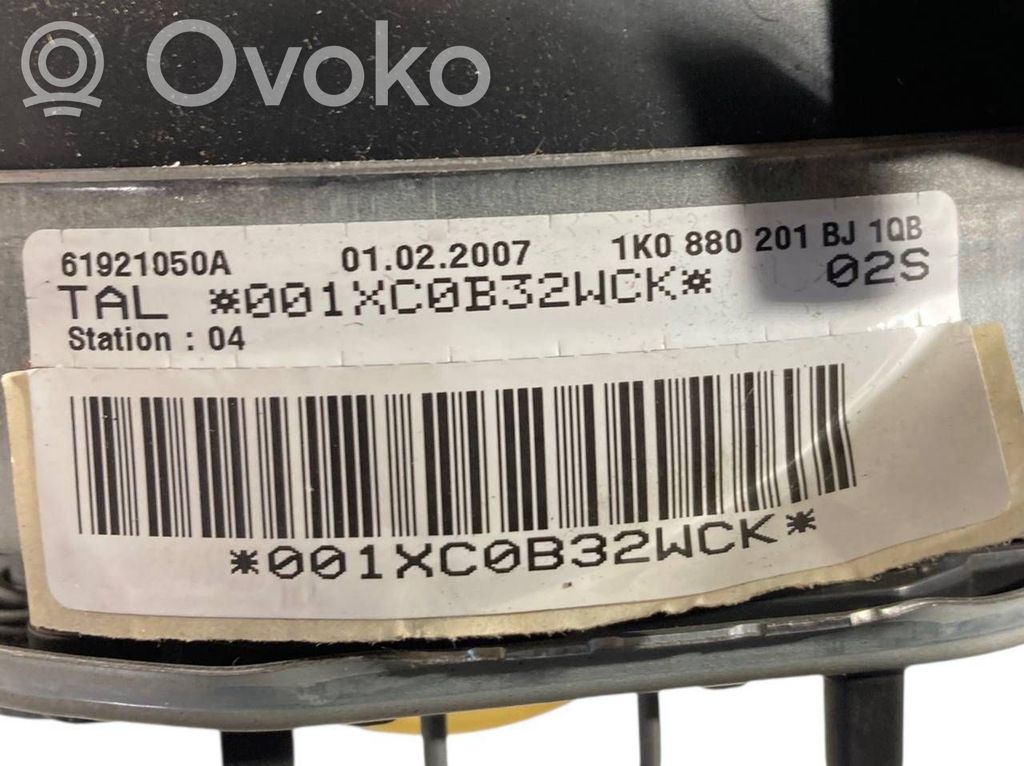 Ovoko
61921050A 01.02.2007 1K0 880 201 BJ 1QB
TAL *001XC0B32WCK* 02S
Station : 04
*001XC0B32WCK*